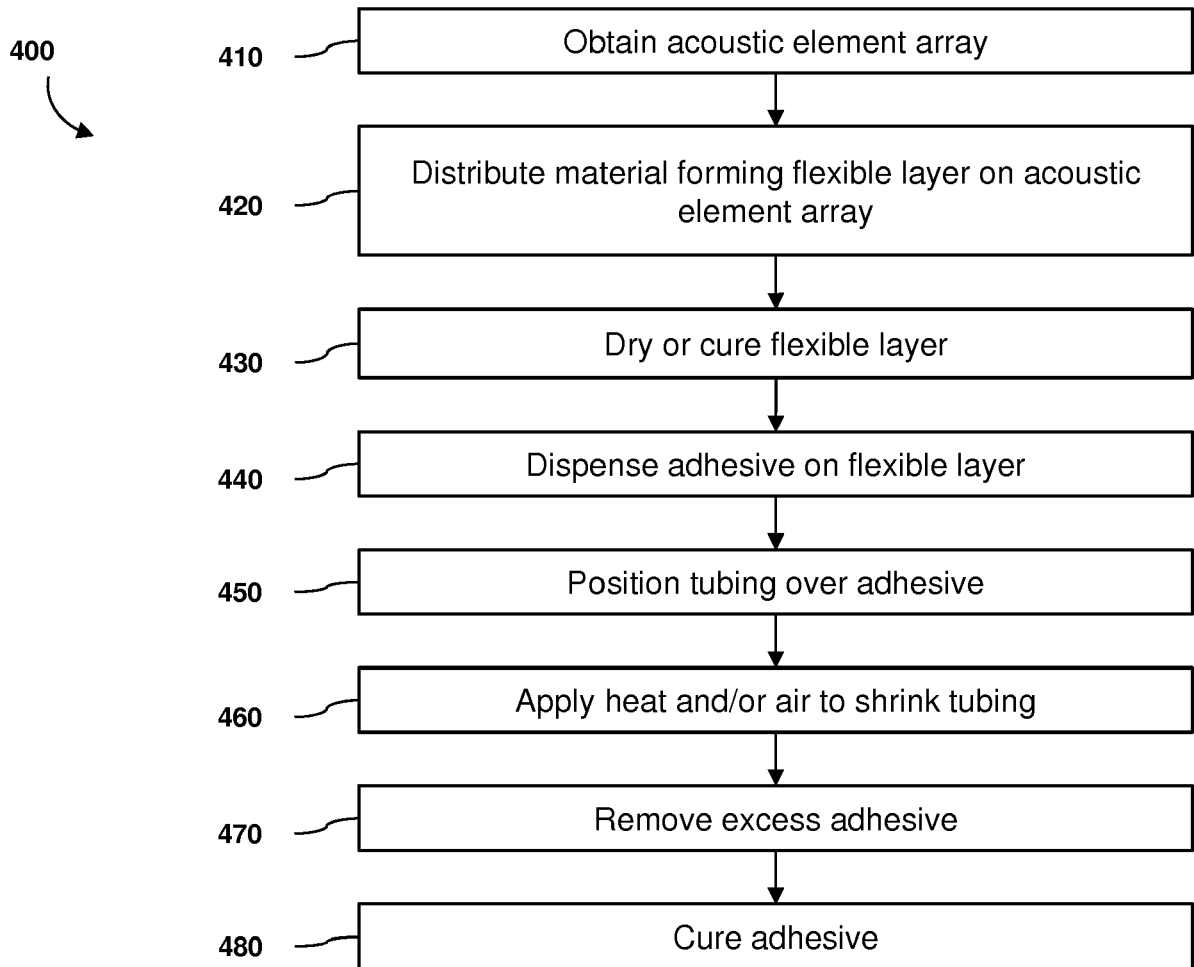 400
410
Obtain acoustic element array
420
Distribute material forming flexible layer on acoustic
element array
430
Dry or cure flexible layer
440
Dispense adhesive on flexible layer
450
Position tubing over adhesive
460
Apply heat and/or air to shrink tubing
470
Remove excess adhesive
480
Cure adhesive